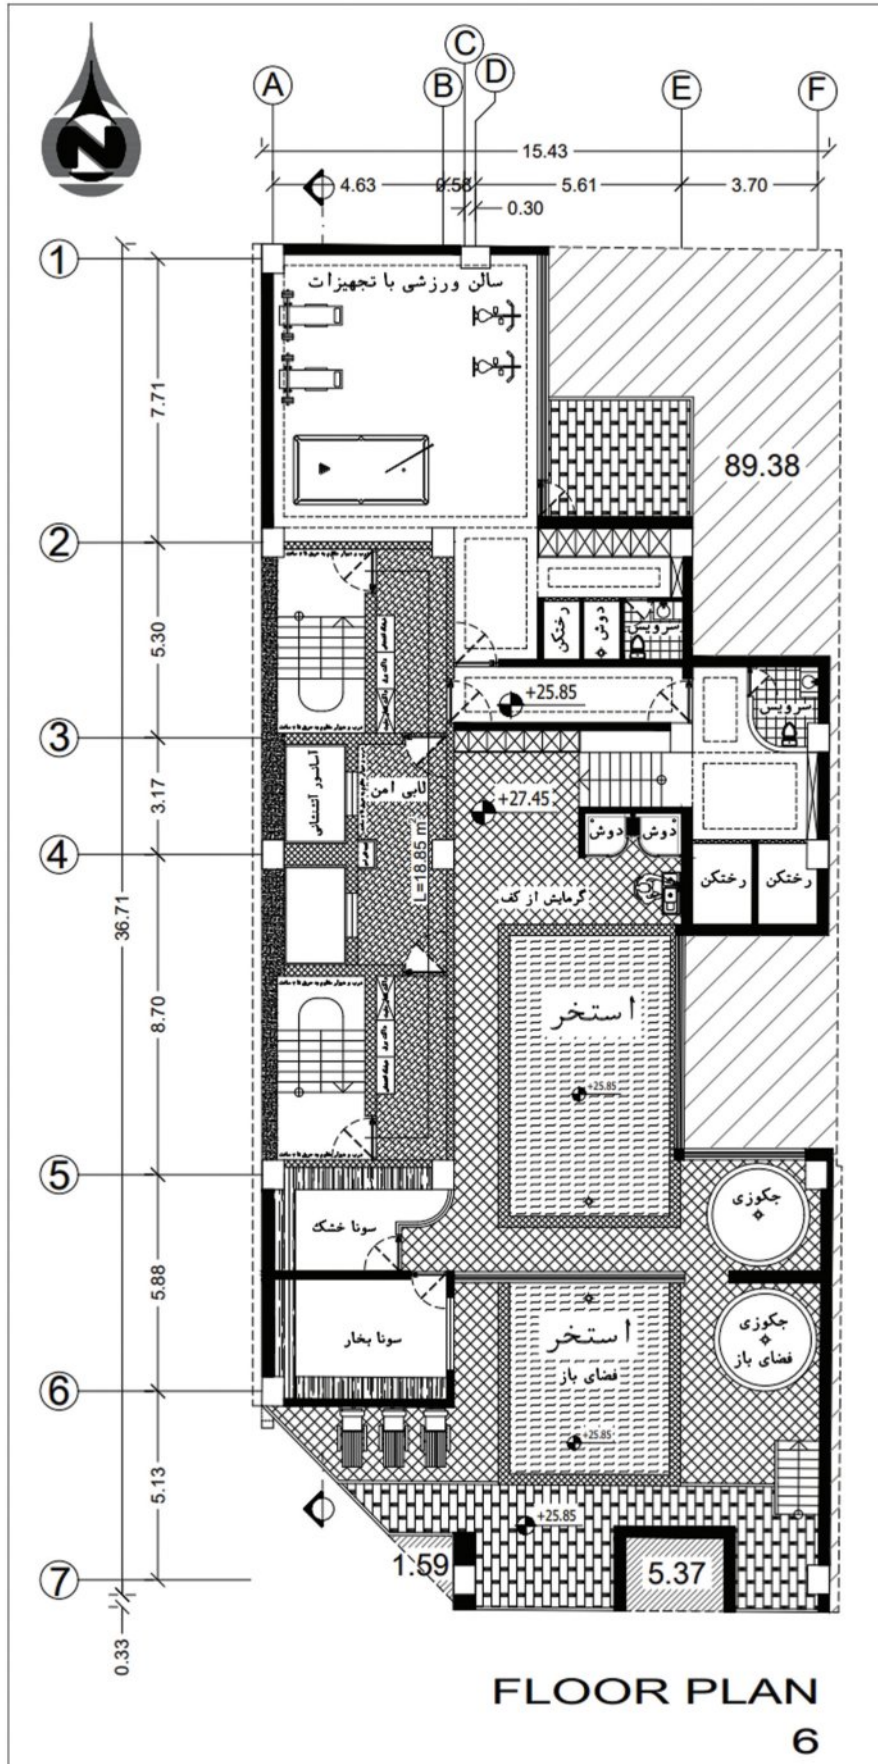 N
A
B
C
D
E
F
15.43
4.63
0.58
5.61
3.70
0.30
1
2
3
4
5
6
7
7.71
5.30
3.17
8.70
5.88
5.13
36.71
0.33
سالن ورزشی با تجهیزات
89.38
رختکن
دوش
سرویس
+25.85
سرویس
آسانسور آتشنشانی
لابی امن
L=18.85 m²
+27.45
دوش
دوش
گرمایش از کف
رختکن
رختکن
استخر
+25.85
سونا خشک
جکوزی
سونا بخار
استخر
فضای باز
جکوزی
فضای باز
+25.85
+25.85
1.59
5.37
FLOOR PLAN
6